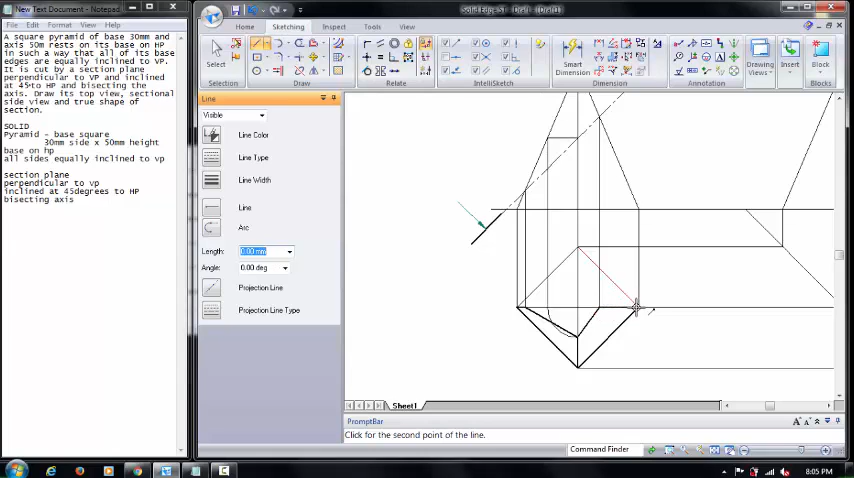 New Text Document - Notepad
File Edit Format View Help
A square pyramid of base 30mm and
axis 50m rests on its base on HP
in such a way that all of its base
edges are equally inclined to VP.
It is cut by a section plane
perpendicular to VP and inclined
at 45°to HP and bisecting the
axis. Draw its top view, sectional
side view and true shape of
section.
SOLID
Pyramid - base square
30mm side x 50mm height
base on hp
all sides equally inclined to vp
section plane
perpendicular to vp
inclined at 45degrees to HP
bisecting axis
Solid Edge ST - Draft - [Draft1]
Home Sketching Inspect Tools View
Select
Smart
Dimension
Drawing
Views
Insert
Block
Selection Draw Relate IntelliSketch Dimension Annotation
Line
Visible
Line Color
Line Type
Line Width
Line
Arc
Length: 0.00 mm
Angle: 0.00 deg
Projection Line
Projection Line Type
Sheet1
PromptBar
Click for the second point of the line.
Command Finder
8:05 PM